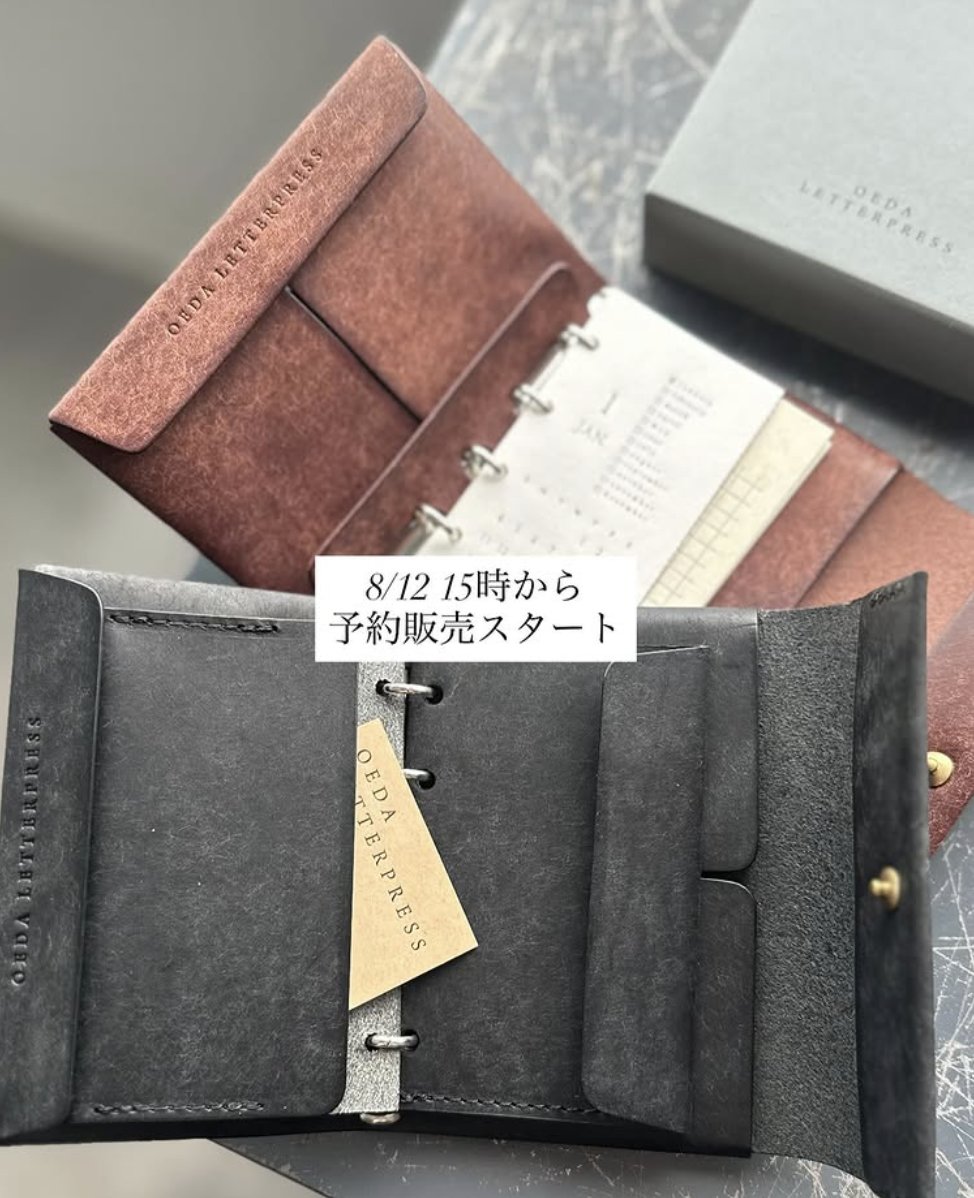 OEDA LETTERPRESS
OEDA
LETTERPRESS
1
JAN
8/12 15時から
予約販売スタート
OEDA LETTERPRESS
OEDA
TTERPRESS